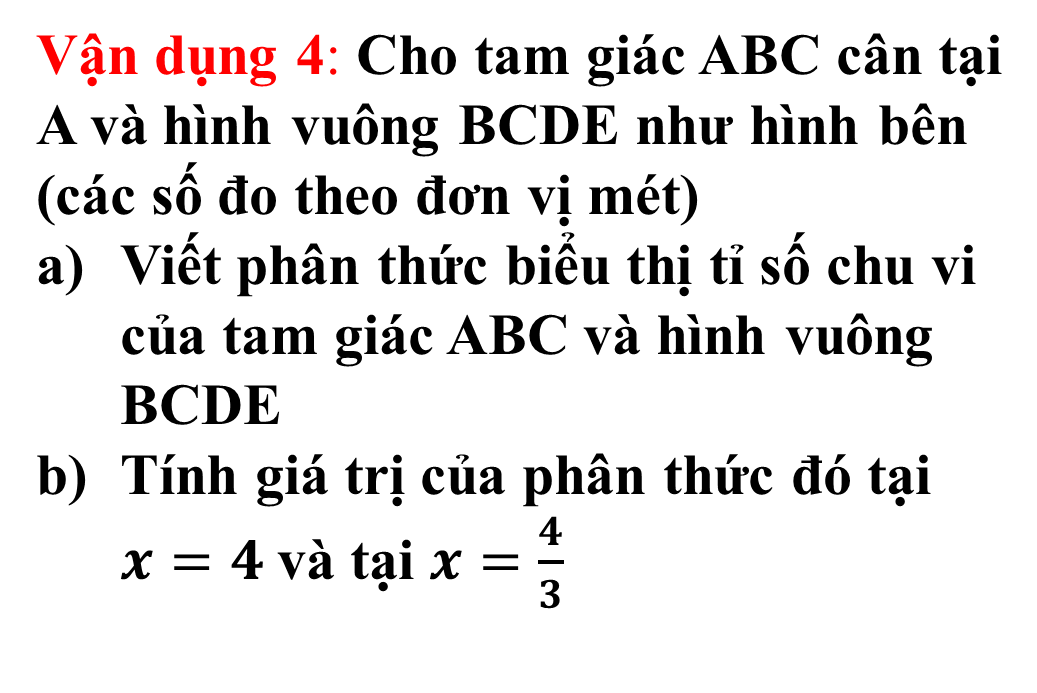 Vận dụng 4: Cho tam giác ABC cân tại
A và hình vuông BCDE như hình bên
(các số đo theo đơn vị mét)
a) Viết phân thức biểu thị tỉ số chu vi
của tam giác ABC và hình vuông
BCDE
b) Tính giá trị của phân thức đó tại
x = 4 và tại x = 4/3